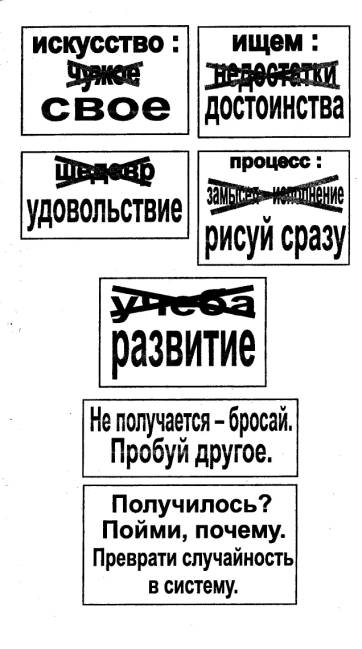 искусство :
чужое
свое
ищем :
недостатки
достоинства
шедевр
удовольствие
процесс :
замысел – исполнение
рисуй сразу
учеба
развитие
Не получается – бросай.
Пробуй другое.
Получилось?
Пойми, почему.
Преврати случайность
в систему.